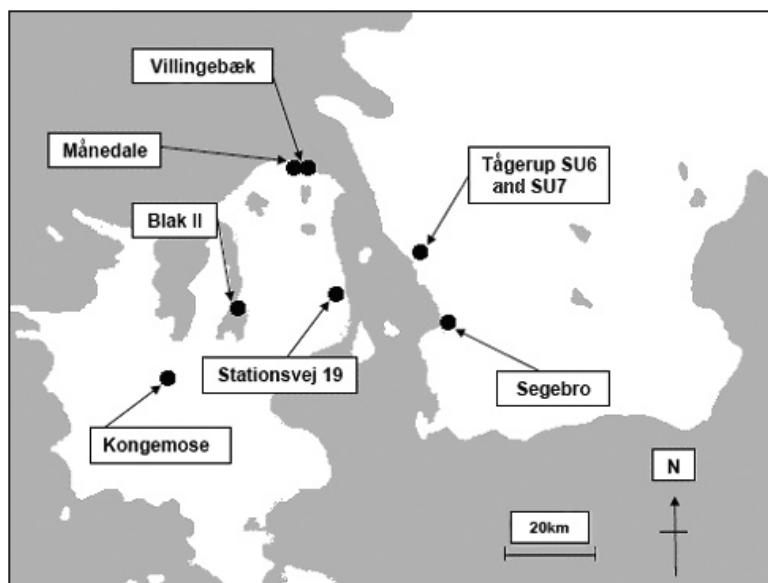 Villingebæk
Månedale
Tågerup SU6
and SU7
Blak II
Stationsvej 19
Segebro
Kongemose
N
20km